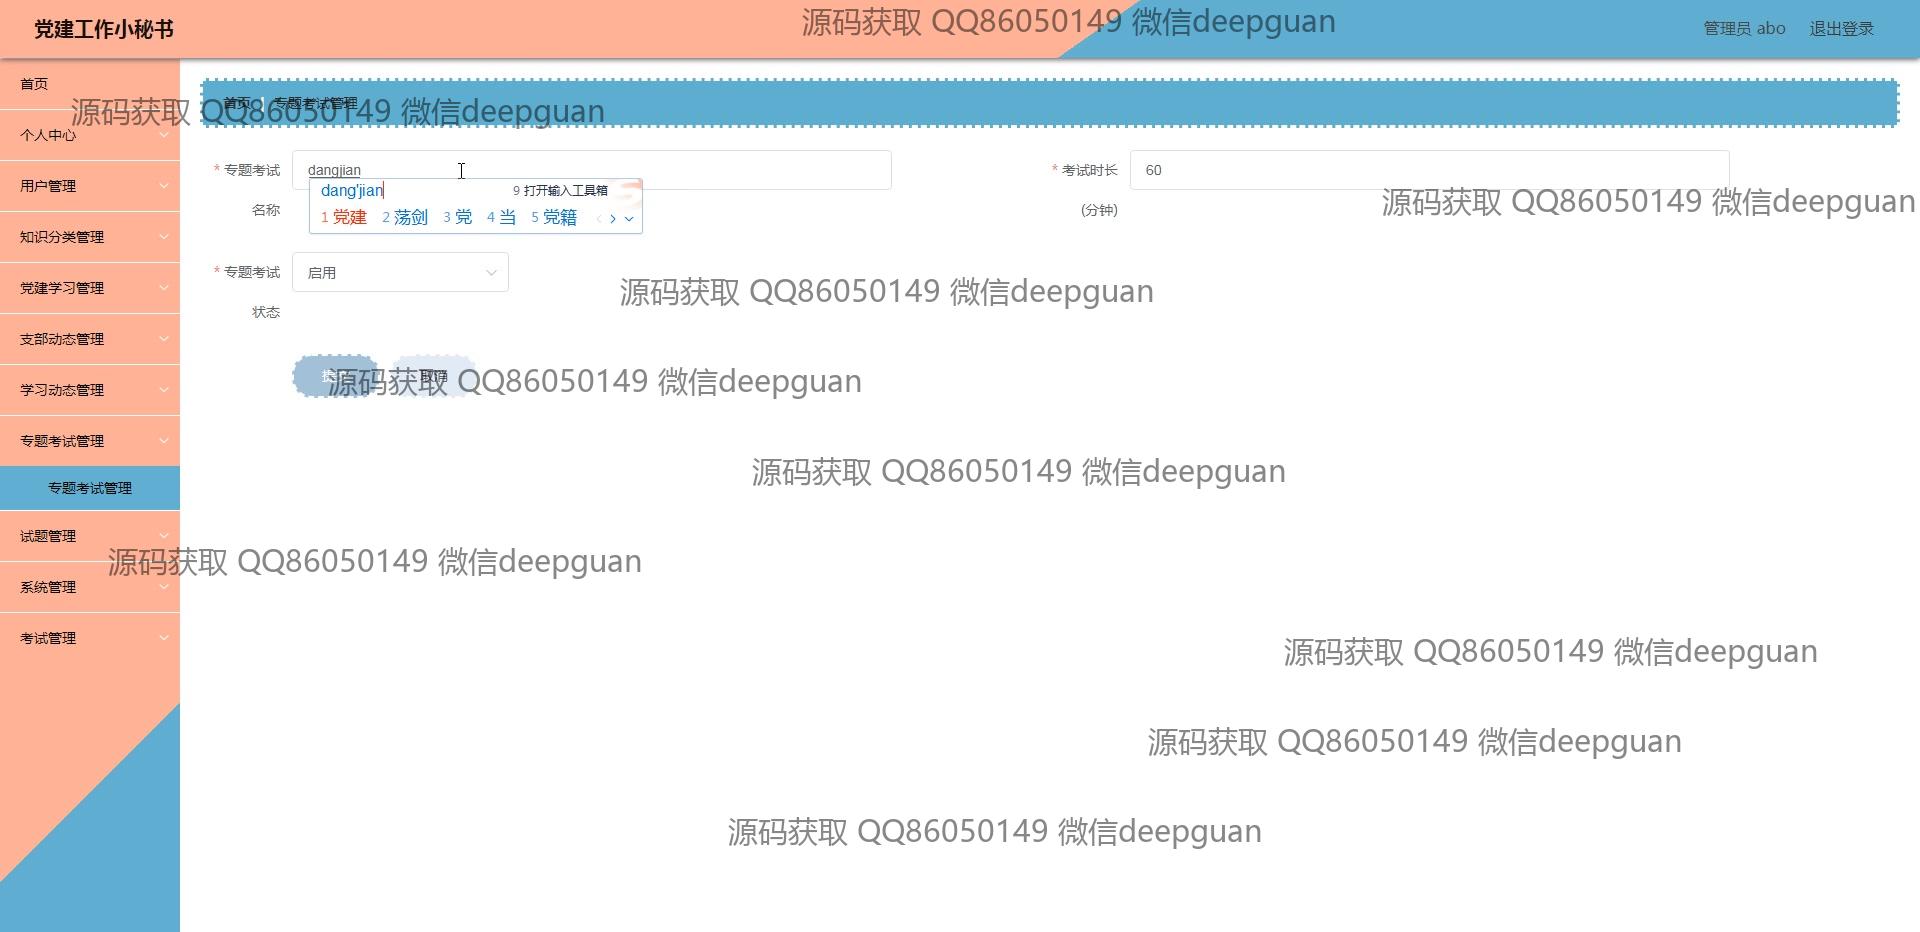 党建工作小秘书
源码获取 QQ86050149 微信deepguan
管理员 abo
退出登录
首页
首页
专题考试管理
源码获取 QQ86050149 微信deepguan
个人中心
* 专题考试名称
dangjian
dang'jian
9 打开输入工具箱
1 党建 2 荡剑 3 党 4 当 5 党籍
* 考试时长(分钟)
60
用户管理
源码获取 QQ86050149 微信deepguan
知识分类管理
* 专题考试状态
启用
党建学习管理
源码获取 QQ86050149 微信deepguan
支部动态管理
取消
源码获取 QQ86050149 微信deepguan
学习动态管理
专题考试管理
源码获取 QQ86050149 微信deepguan
专题考试管理
试题管理
源码获取 QQ86050149 微信deepguan
系统管理
考试管理
源码获取 QQ86050149 微信deepguan
源码获取 QQ86050149 微信deepguan
源码获取 QQ86050149 微信deepguan